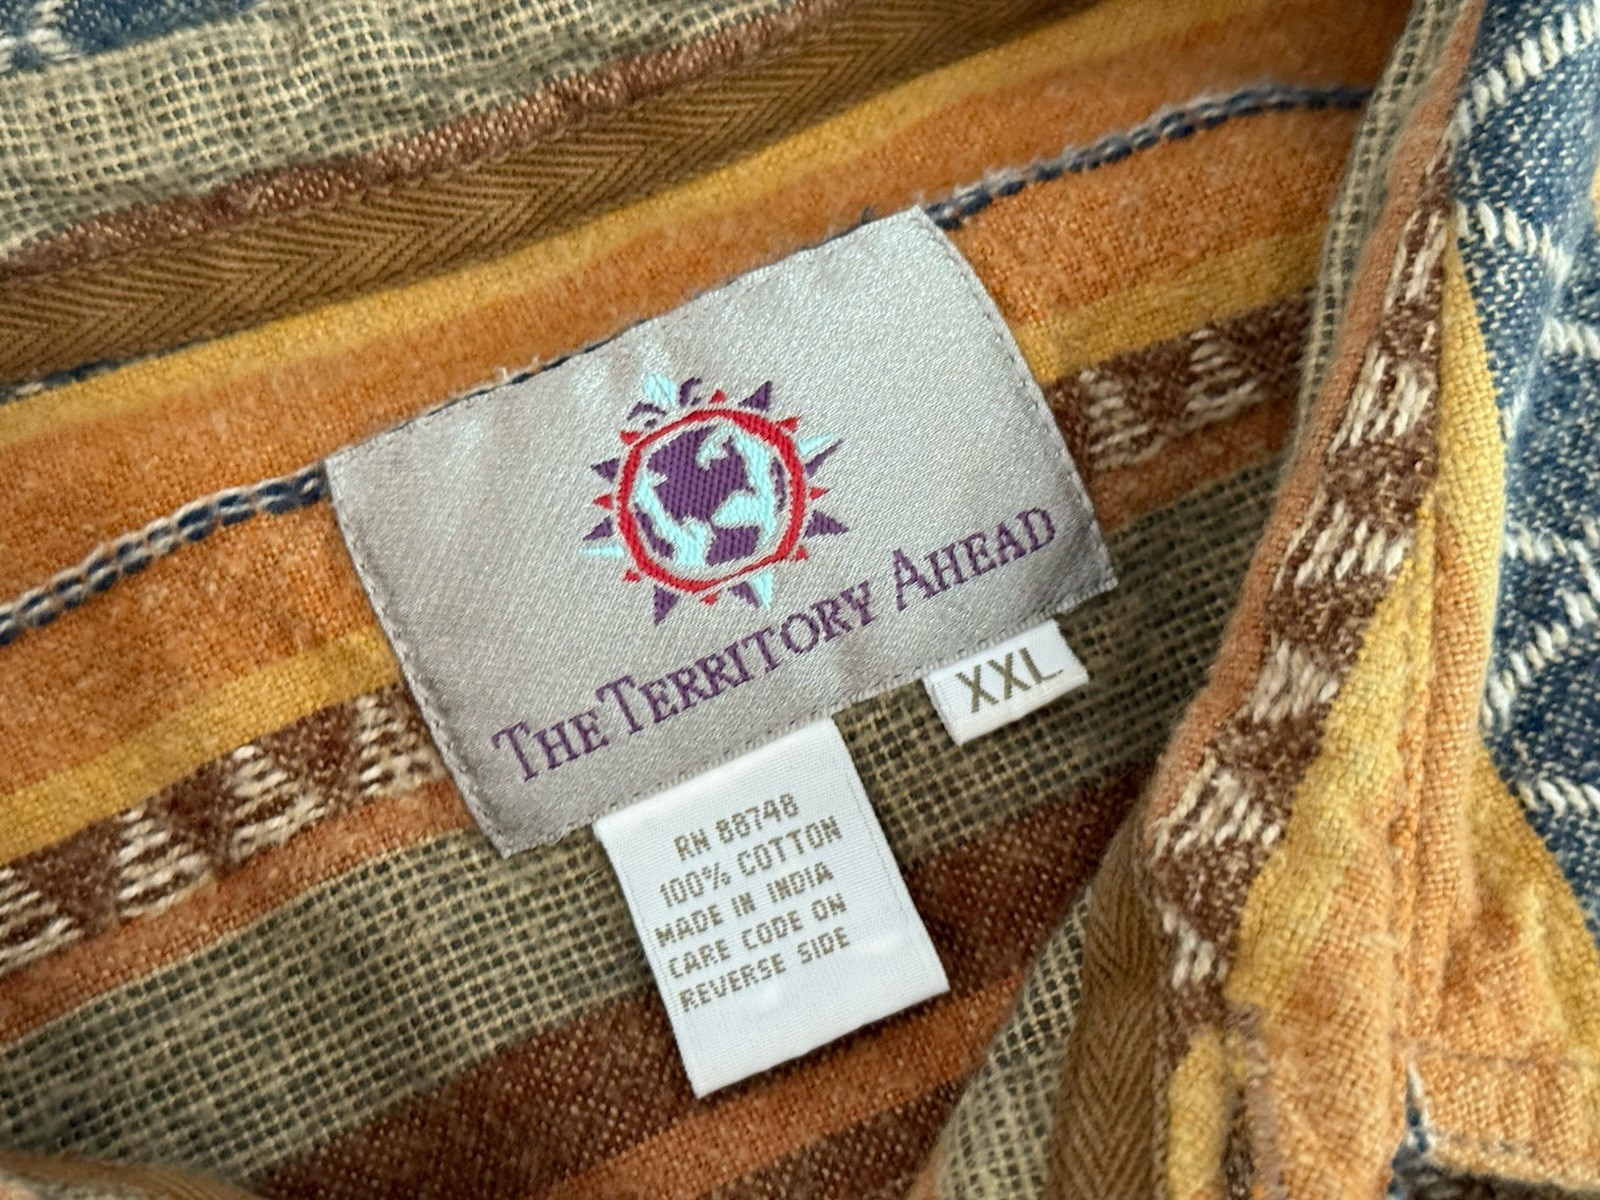 THE TERRITORY AHEAD
XXL
RN 88748
100% COTTON
MADE IN INDIA
CARE CODE ON
REVERSE SIDE